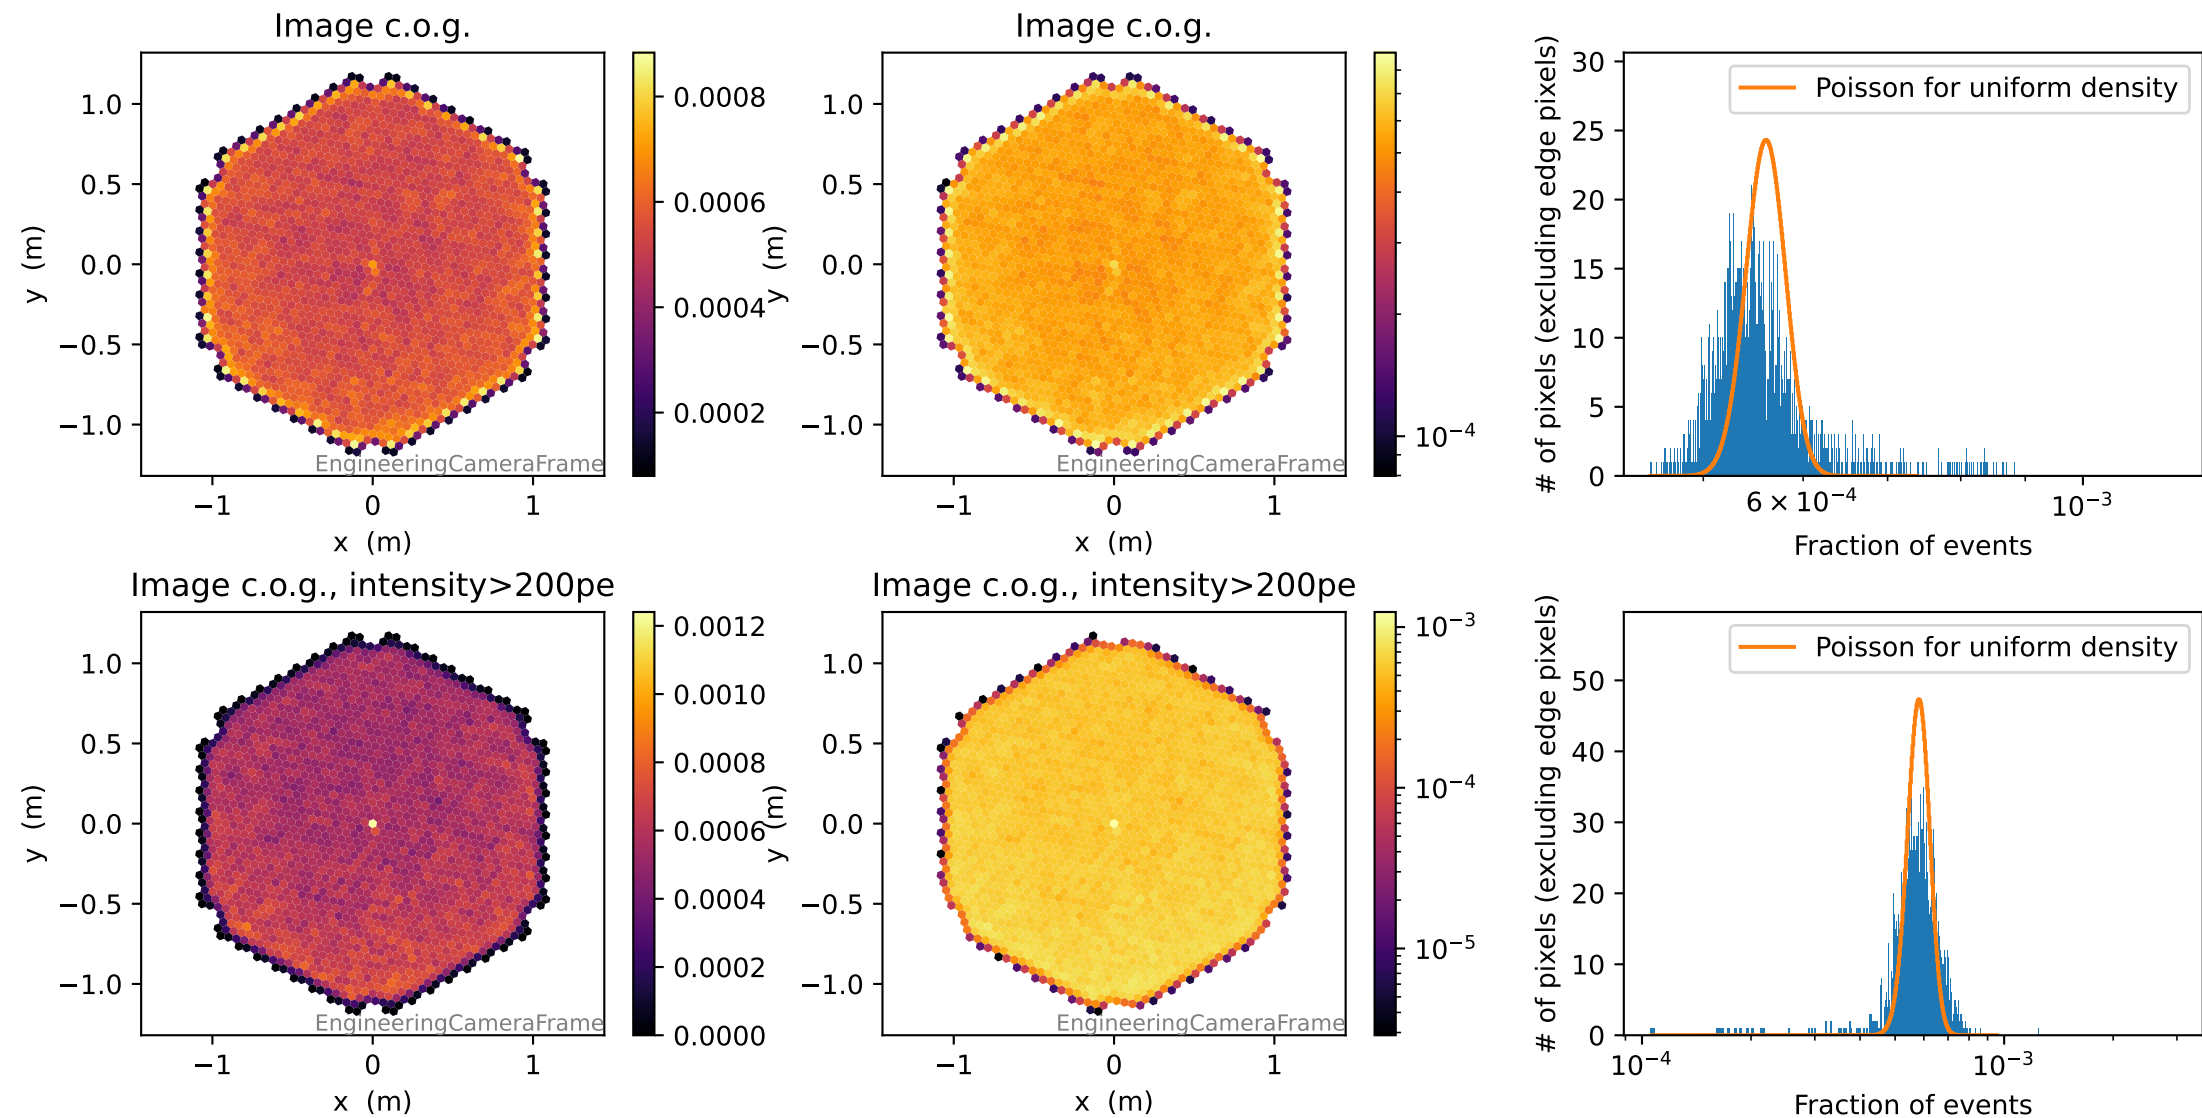 Image c.o.g.
1.0
0.5
0.0
−0.5
−1.0
y (m)
−1 0 1
x (m)
EngineeringCameraFrame
0.0008
0.0006
0.0004
0.0002
Image c.o.g.
1.0
0.5
0.0
−0.5
−1.0
y (m)
−1 0 1
x (m)
EngineeringCameraFrame
10⁻⁴
# of pixels (excluding edge pixels)
30
25
20
15
10
5
0
Poisson for uniform density
6 × 10⁻⁴ 10⁻³
Fraction of events
Image c.o.g., intensity>200pe
1.0
0.5
0.0
−0.5
−1.0
y (m)
−1 0 1
x (m)
EngineeringCameraFrame
0.0012
0.0010
0.0008
0.0006
0.0004
0.0002
0.0000
Image c.o.g., intensity>200pe
1.0
0.5
0.0
−0.5
−1.0
y (m)
−1 0 1
x (m)
EngineeringCameraFrame
10⁻³
10⁻⁴
10⁻⁵
# of pixels (excluding edge pixels)
50
40
30
20
10
0
Poisson for uniform density
10⁻⁴ 10⁻³
Fraction of events